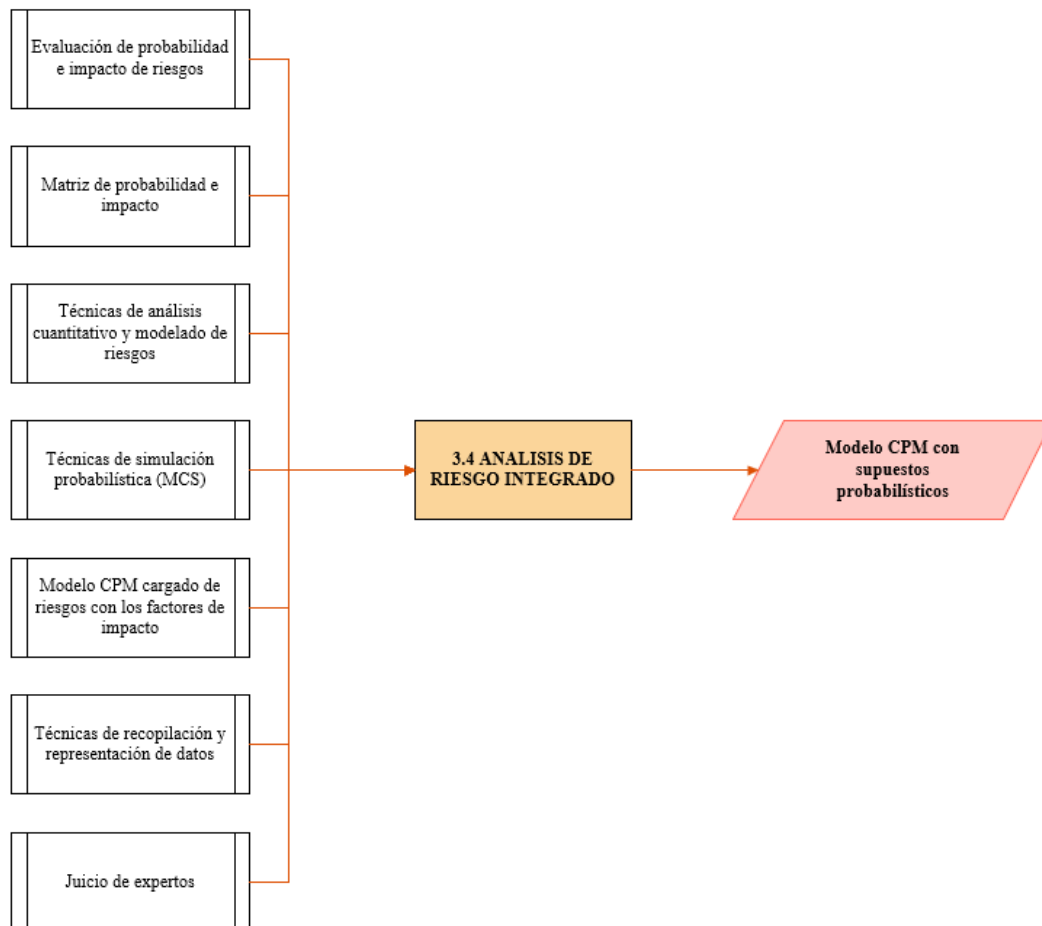 Evaluación de probabilidad
e impacto de riesgos
Matriz de probabilidad e
impacto
Técnicas de análisis
cuantitativo y modelado de
riesgos
Técnicas de simulación
probabilística (MCS)
3.4 ANALISIS DE
RIESGO INTEGRADO
Modelo CPM con
supuestos
probabilísticos
Modelo CPM cargado de
riesgos con los factores de
impacto
Técnicas de recopilación y
representación de datos
Juicio de expertos